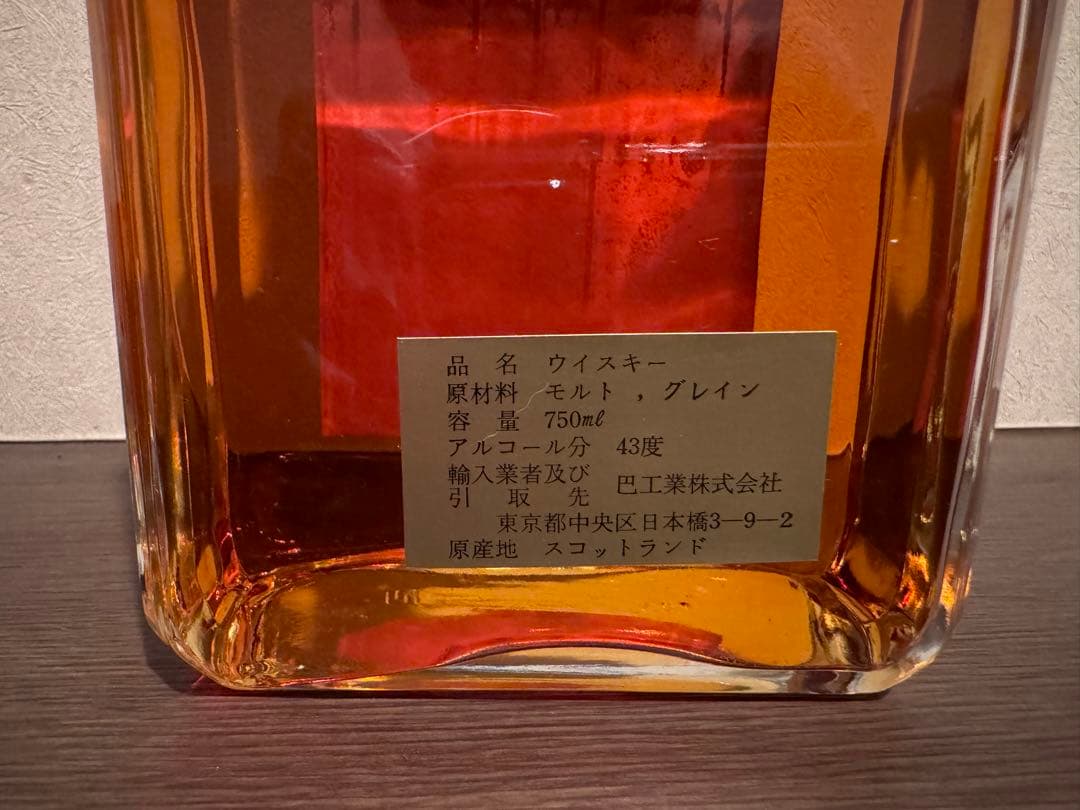 品 名 ウイスキー
原材料 モルト ，グレイン
容 量 750㎖
アルコール分 43度
輸入業者及び
引 取 先 巴工業株式会社
東京都中央区日本橋3―9―2
原産地 スコットランド